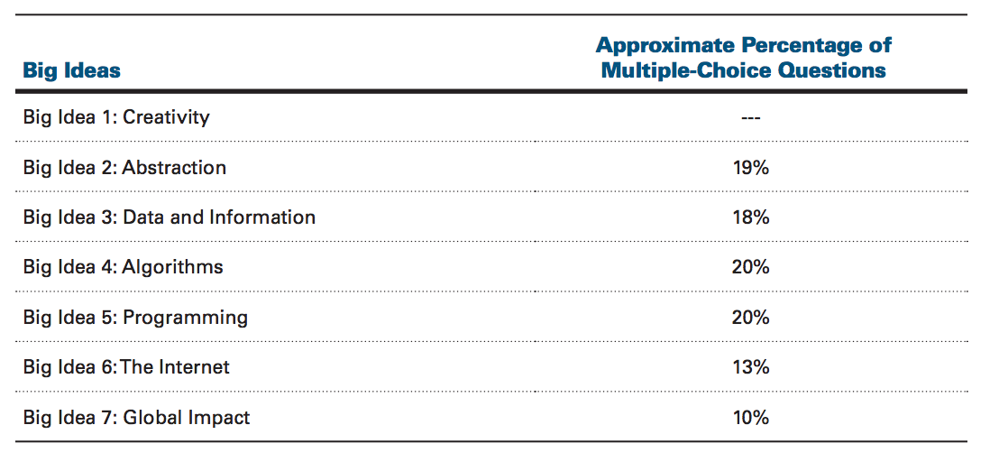 Big Ideas Approximate Percentage of
Multiple-Choice Questions
Big Idea 1: Creativity ---
Big Idea 2: Abstraction 19%
Big Idea 3: Data and Information 18%
Big Idea 4: Algorithms 20%
Big Idea 5: Programming 20%
Big Idea 6: The Internet 13%
Big Idea 7: Global Impact 10%